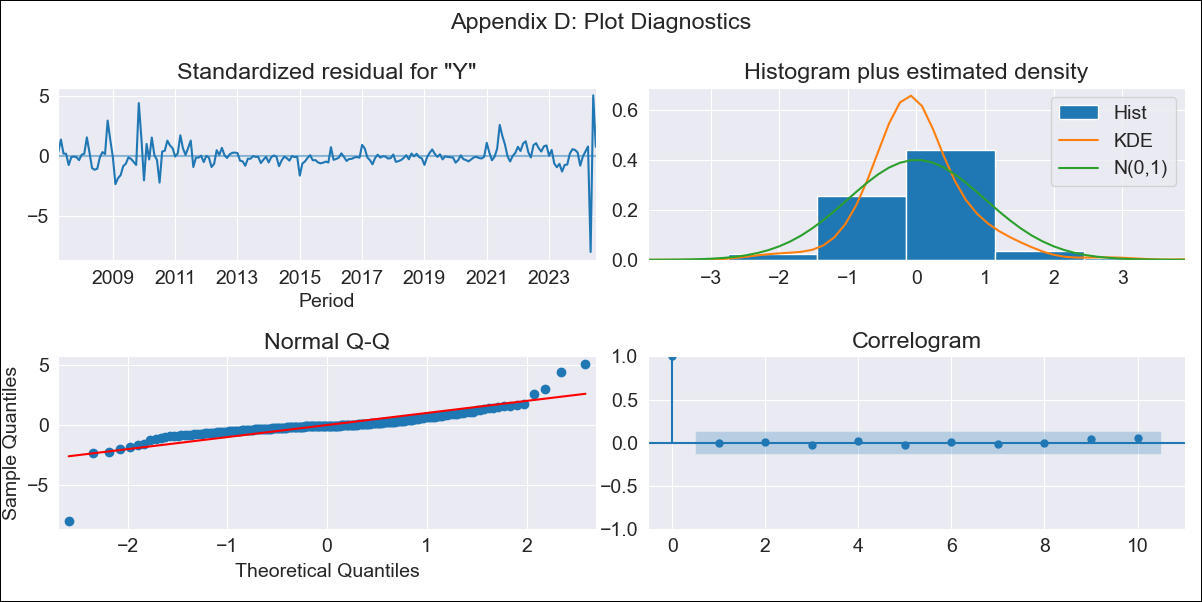 Appendix D: Plot Diagnostics
Standardized residual for "Y"
5
0
−5
2009 2011 2013 2015 2017 2019 2021 2023
Period
Histogram plus estimated density
0.6
0.4
0.2
0.0
−3 −2 −1 0 1 2 3
Hist
KDE
N(0,1)
Normal Q-Q
Sample Quantiles
5
0
−5
−2 −1 0 1 2
Theoretical Quantiles
Correlogram
1.0
0.5
0.0
−0.5
−1.0
0 2 4 6 8 10